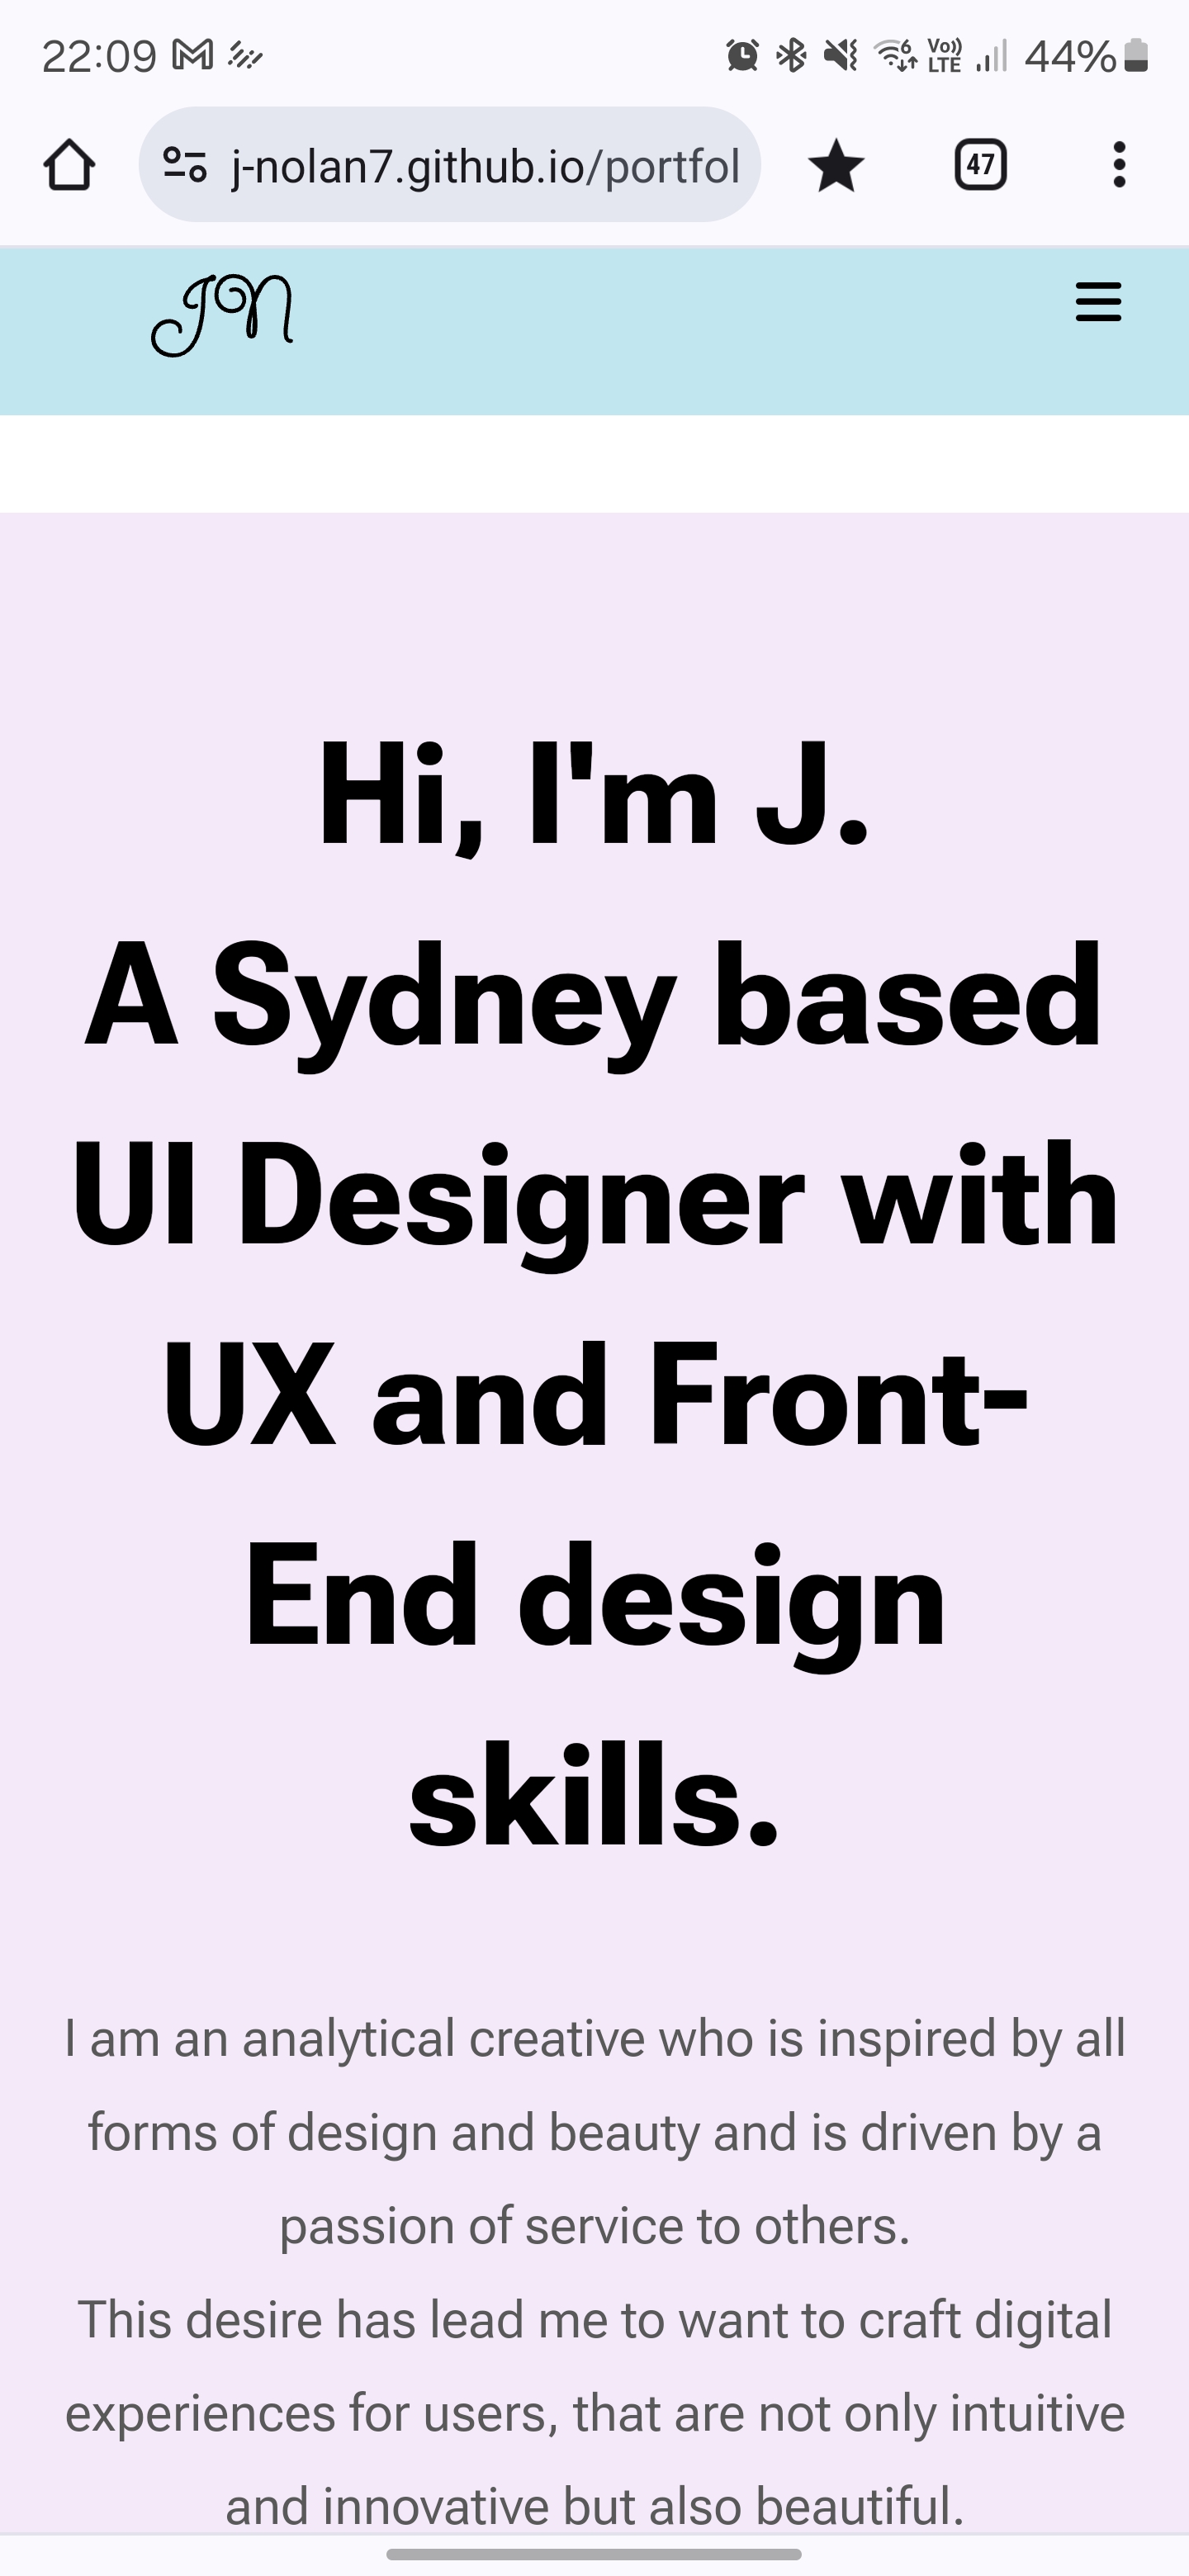 22:09
6 Vo)) LTE 44%
j-nolan7.github.io/portfol
47
JN
Hi, I'm J.
A Sydney based
UI Designer with
UX and Front-
End design
skills.
I am an analytical creative who is inspired by all
forms of design and beauty and is driven by a
passion of service to others.
This desire has lead me to want to craft digital
experiences for users, that are not only intuitive
and innovative but also beautiful.